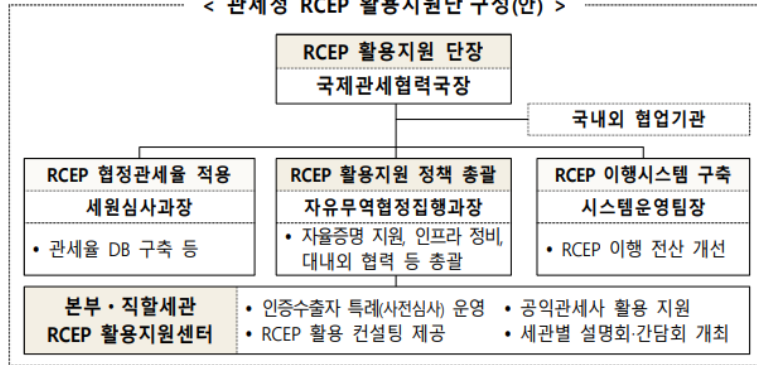 < 관세청 RCEP 활용지원단 구성(안) >
RCEP 활용지원 단장
국제관세협력국장
국내외 협업기관
RCEP 협정관세율 적용
세원심사과장
• 관세율 DB 구축 등
RCEP 활용지원 정책 총괄
자유무역협정집행과장
• 자율증명 지원, 인프라 정비,
대내외 협력 등 총괄
RCEP 이행시스템 구축
시스템운영팀장
• RCEP 이행 전산 개선
본부・직할세관
RCEP 활용지원센터
• 인증수출자 특례(사전심사) 운영
• RCEP 활용 컨설팅 제공
• 공익관세사 활용 지원
• 세관별 설명회·간담회 개최